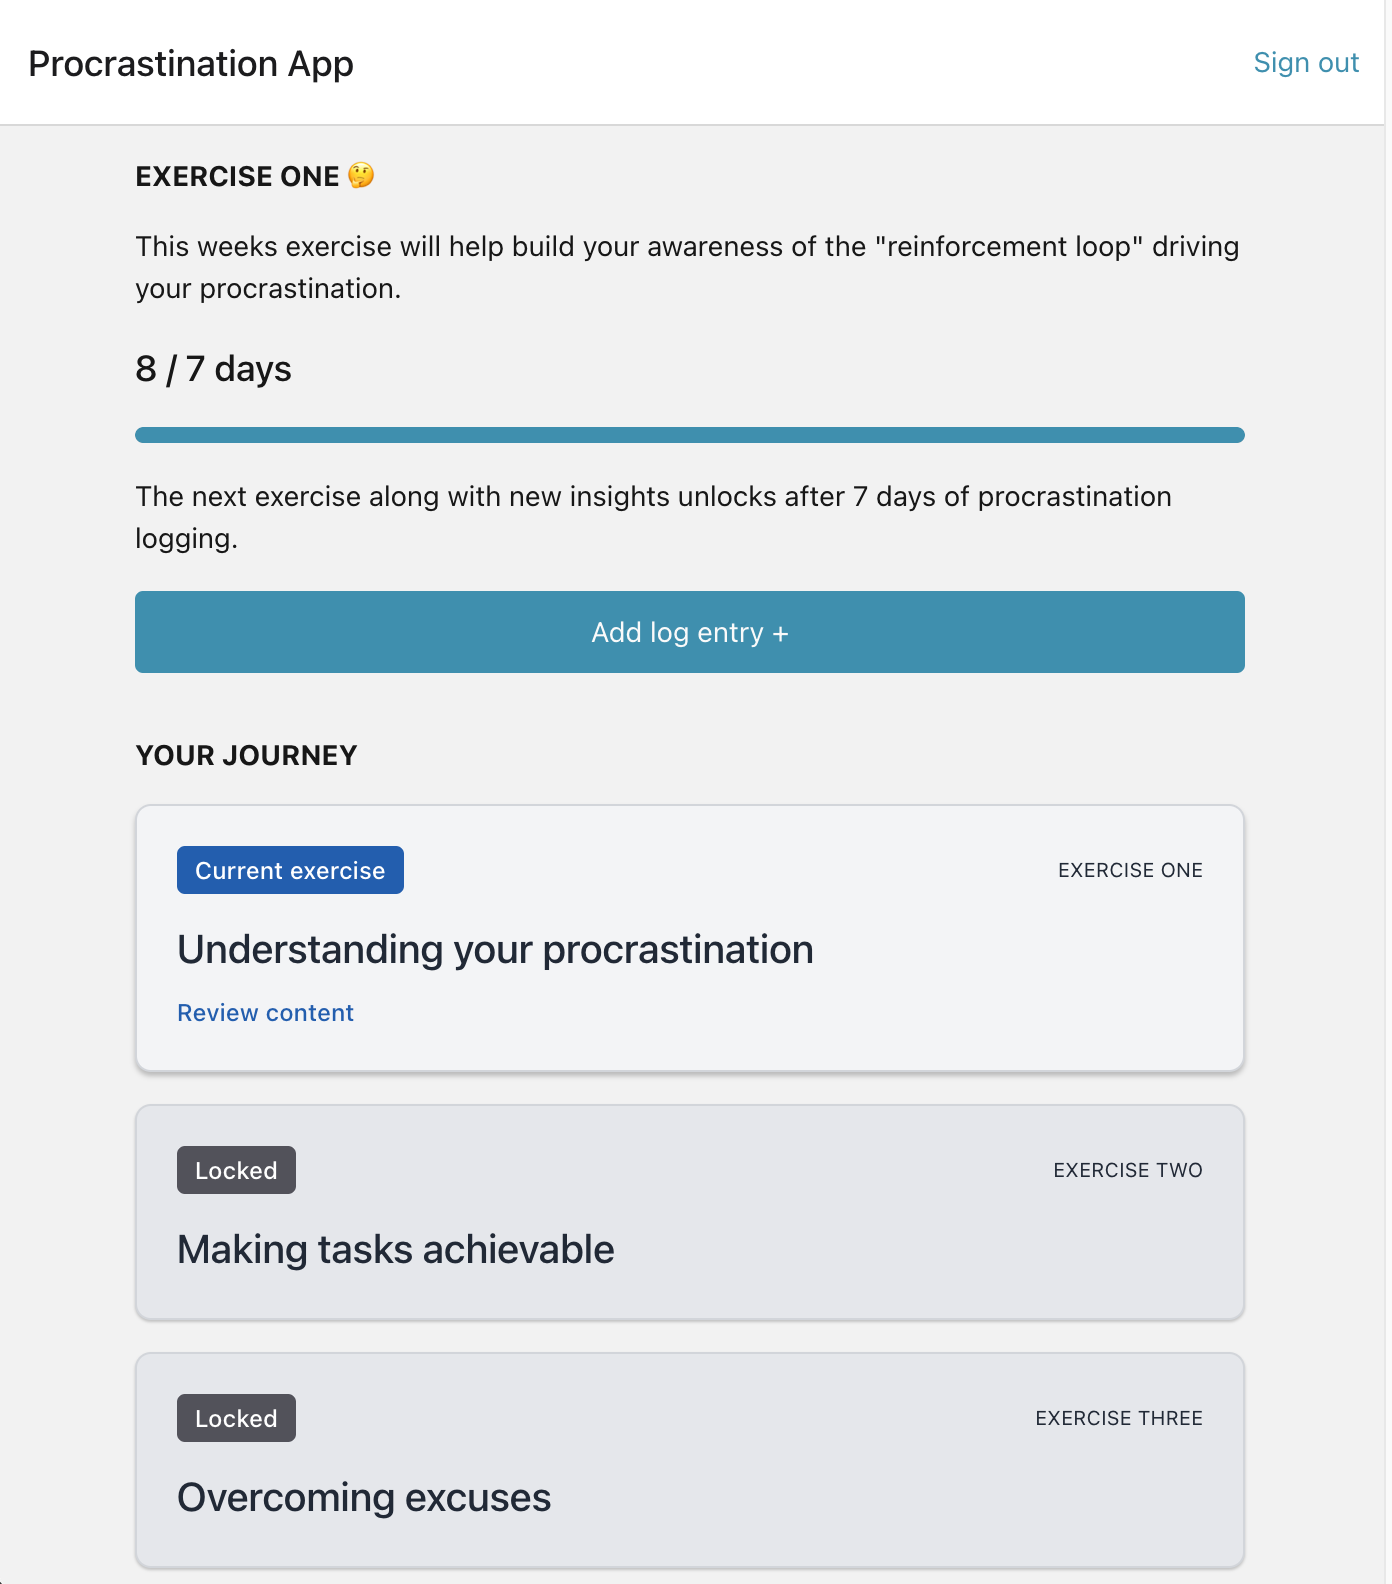 Procrastination App
Sign out
EXERCISE ONE 🤔
This weeks exercise will help build your awareness of the "reinforcement loop" driving
your procrastination.
8 / 7 days
The next exercise along with new insights unlocks after 7 days of procrastination
logging.
Add log entry +
YOUR JOURNEY
Current exercise
EXERCISE ONE
Understanding your procrastination
Review content
Locked
EXERCISE TWO
Making tasks achievable
Locked
EXERCISE THREE
Overcoming excuses